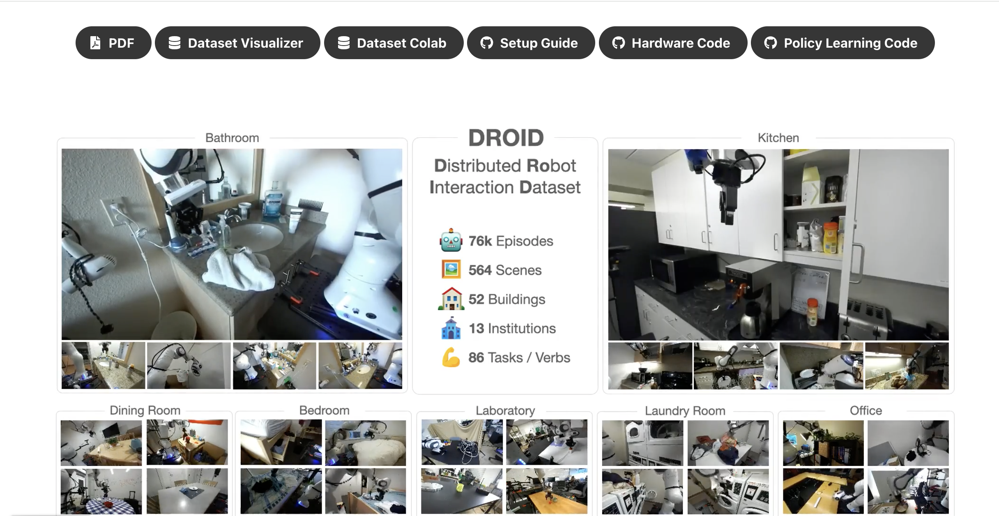 PDF
Dataset Visualizer
Dataset Colab
Setup Guide
Hardware Code
Policy Learning Code
Bathroom
DROID
Distributed Robot
Interaction Dataset
76k Episodes
564 Scenes
52 Buildings
13 Institutions
86 Tasks / Verbs
Kitchen
LISTERINE
Dining Room
Bedroom
Laboratory
Laundry Room
Office